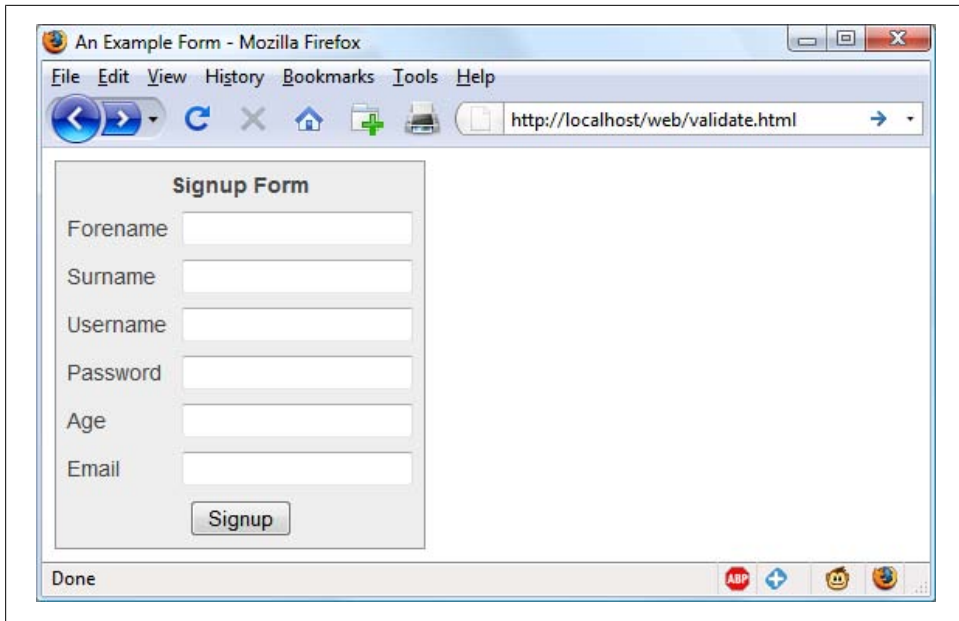 An Example Form - Mozilla Firefox
File Edit View History Bookmarks Tools Help
http://localhost/web/validate.html
Signup Form
Forename
Surname
Username
Password
Age
Email
Signup
Done
ABP